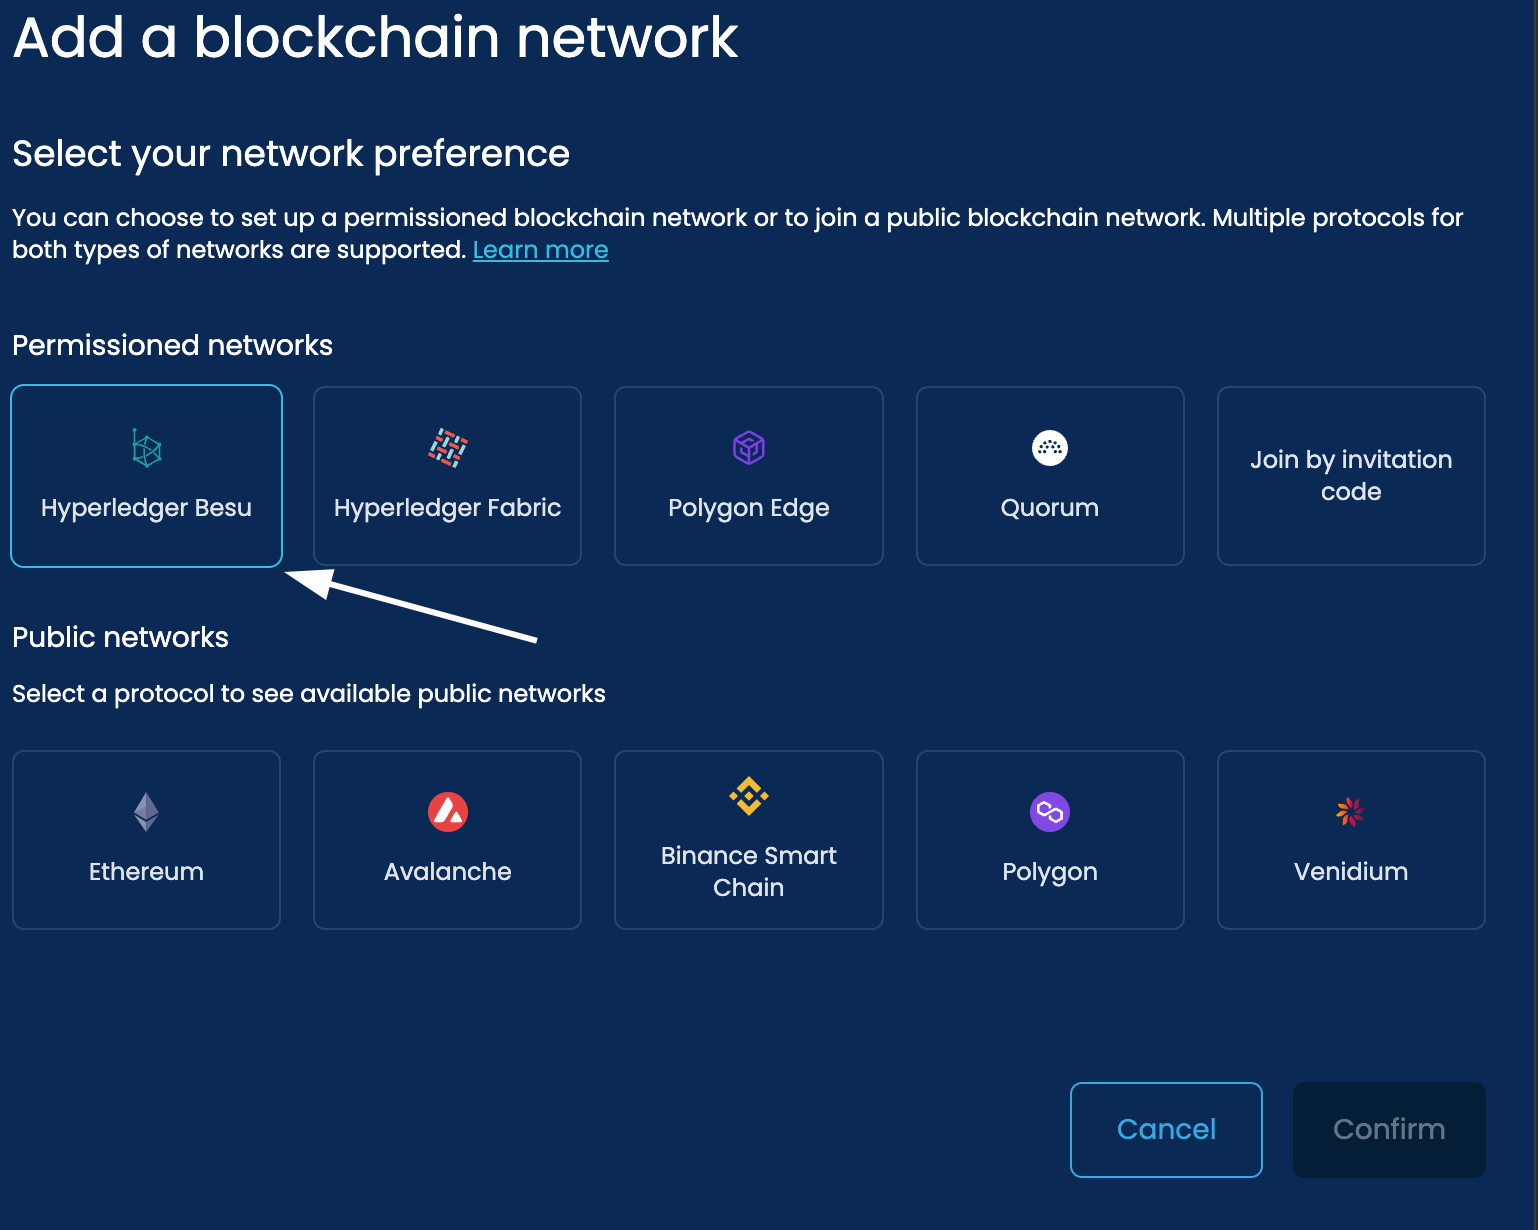 Add a blockchain network
Select your network preference
You can choose to set up a permissioned blockchain network or to join a public blockchain network. Multiple protocols for
both types of networks are supported. Learn more
Permissioned networks
Hyperledger Besu
Hyperledger Fabric
Polygon Edge
Quorum
Join by invitation
code
Public networks
Select a protocol to see available public networks
Ethereum
Avalanche
Binance Smart
Chain
Polygon
Venidium
Cancel
Confirm